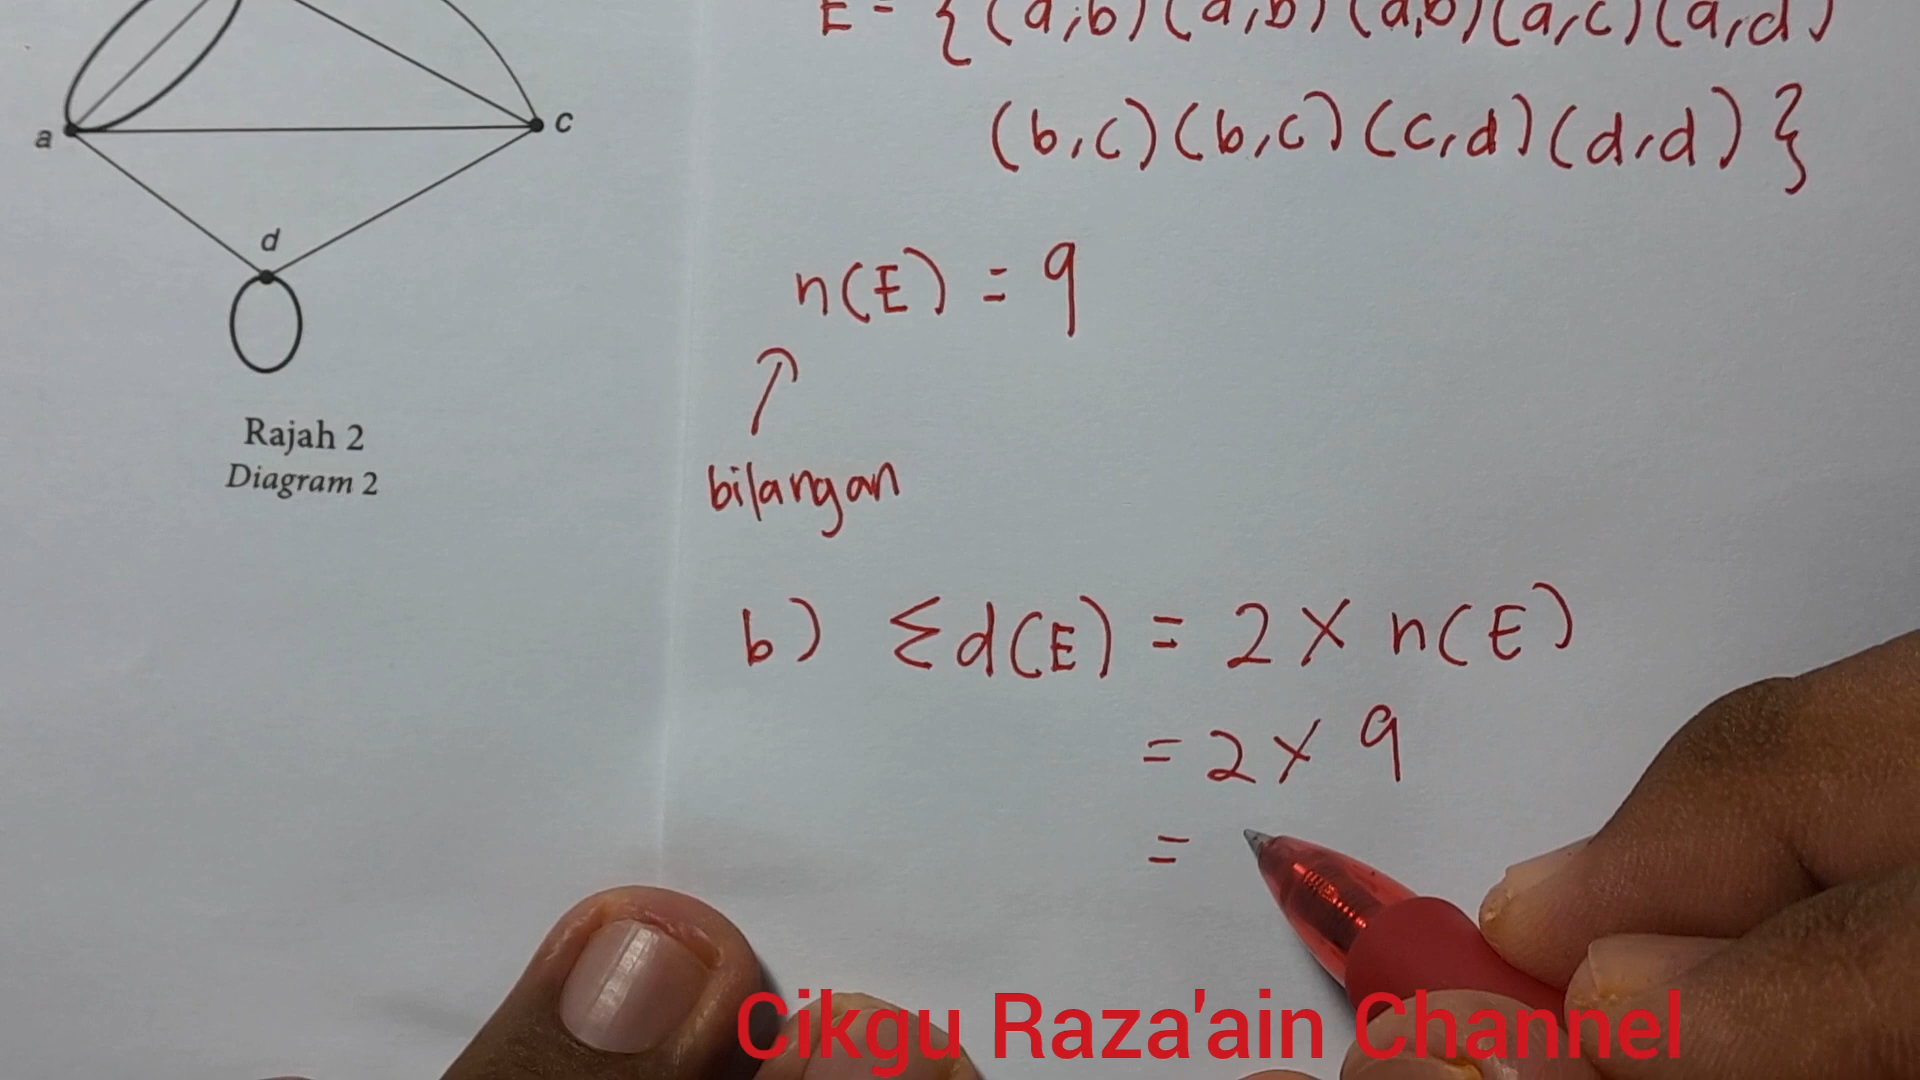 E = {(a,b)(a,b)(a,b)(a,c)(a,d)
(b,c)(b,c)(c,d)(d,d)}
a
c
d
n(E) = 9
bilangan
Rajah 2
Diagram 2
b) Σd(E) = 2 × n(E)
= 2 × 9
=
Cikgu Raza'ain Channel